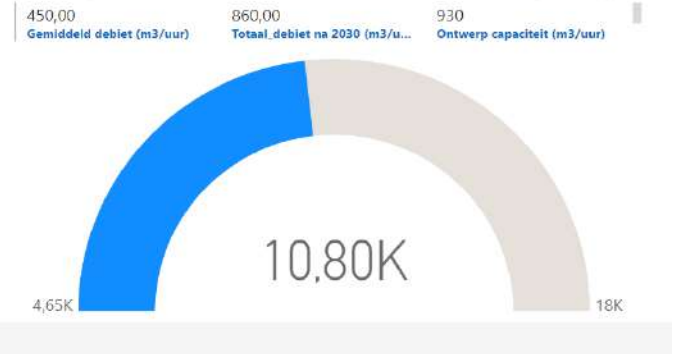 450,00 860,00 930
Gemiddeld debiet (m3/uur) Totaal_debiet na 2030 (m3/u... Ontwerp capaciteit (m3/uur)
10,80K
4,65K 18K